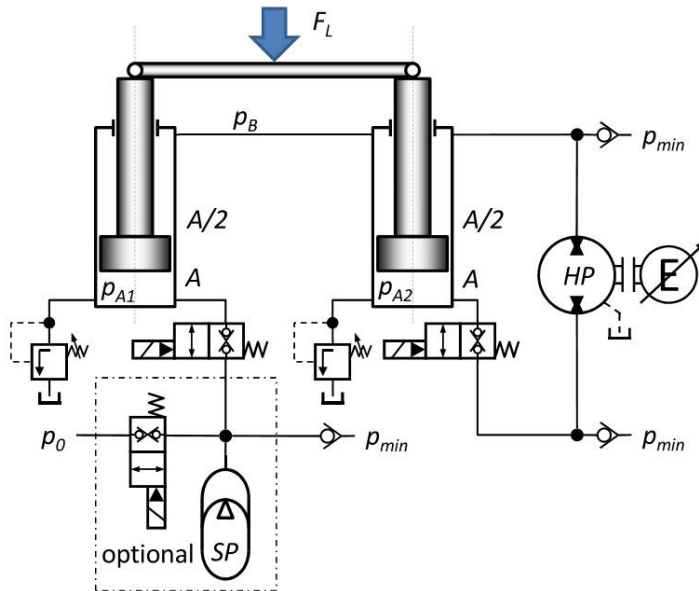 F_L
p_B
p_min
A/2
A/2
HP
E
p_A1
A
p_A2
A
p_0
p_min
p_min
optional
SP